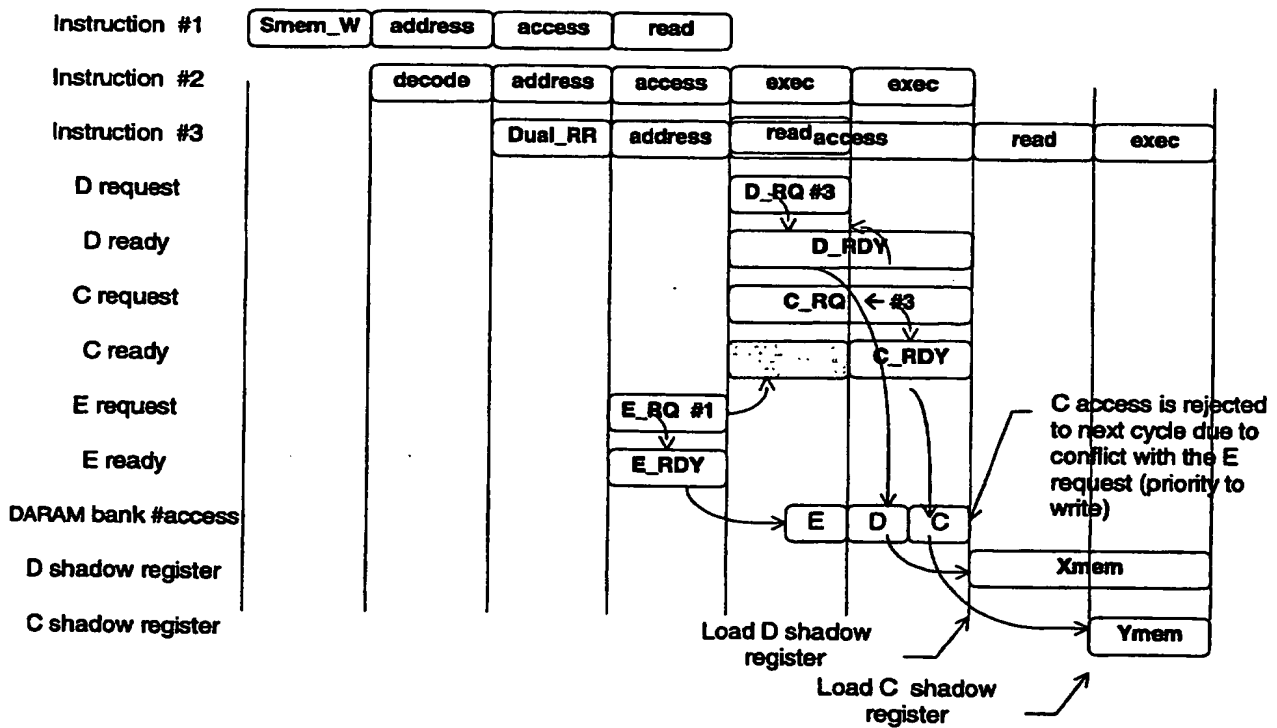 Instruction #1 Smem_W address access read
Instruction #2 decode address access exec exec
Instruction #3 Dual_RR address read access read exec
D request D_RQ #3
D ready D_RDY
C request C_RQ ← #3
C ready C_RDY
E request E_RQ #1
E ready E_RDY
C access is rejected
to next cycle due to
conflict with the E
request (priority to
write)
DARAM bank #access E D C
D shadow register Xmem
C shadow register Ymem
Load D shadow
register
Load C shadow
register